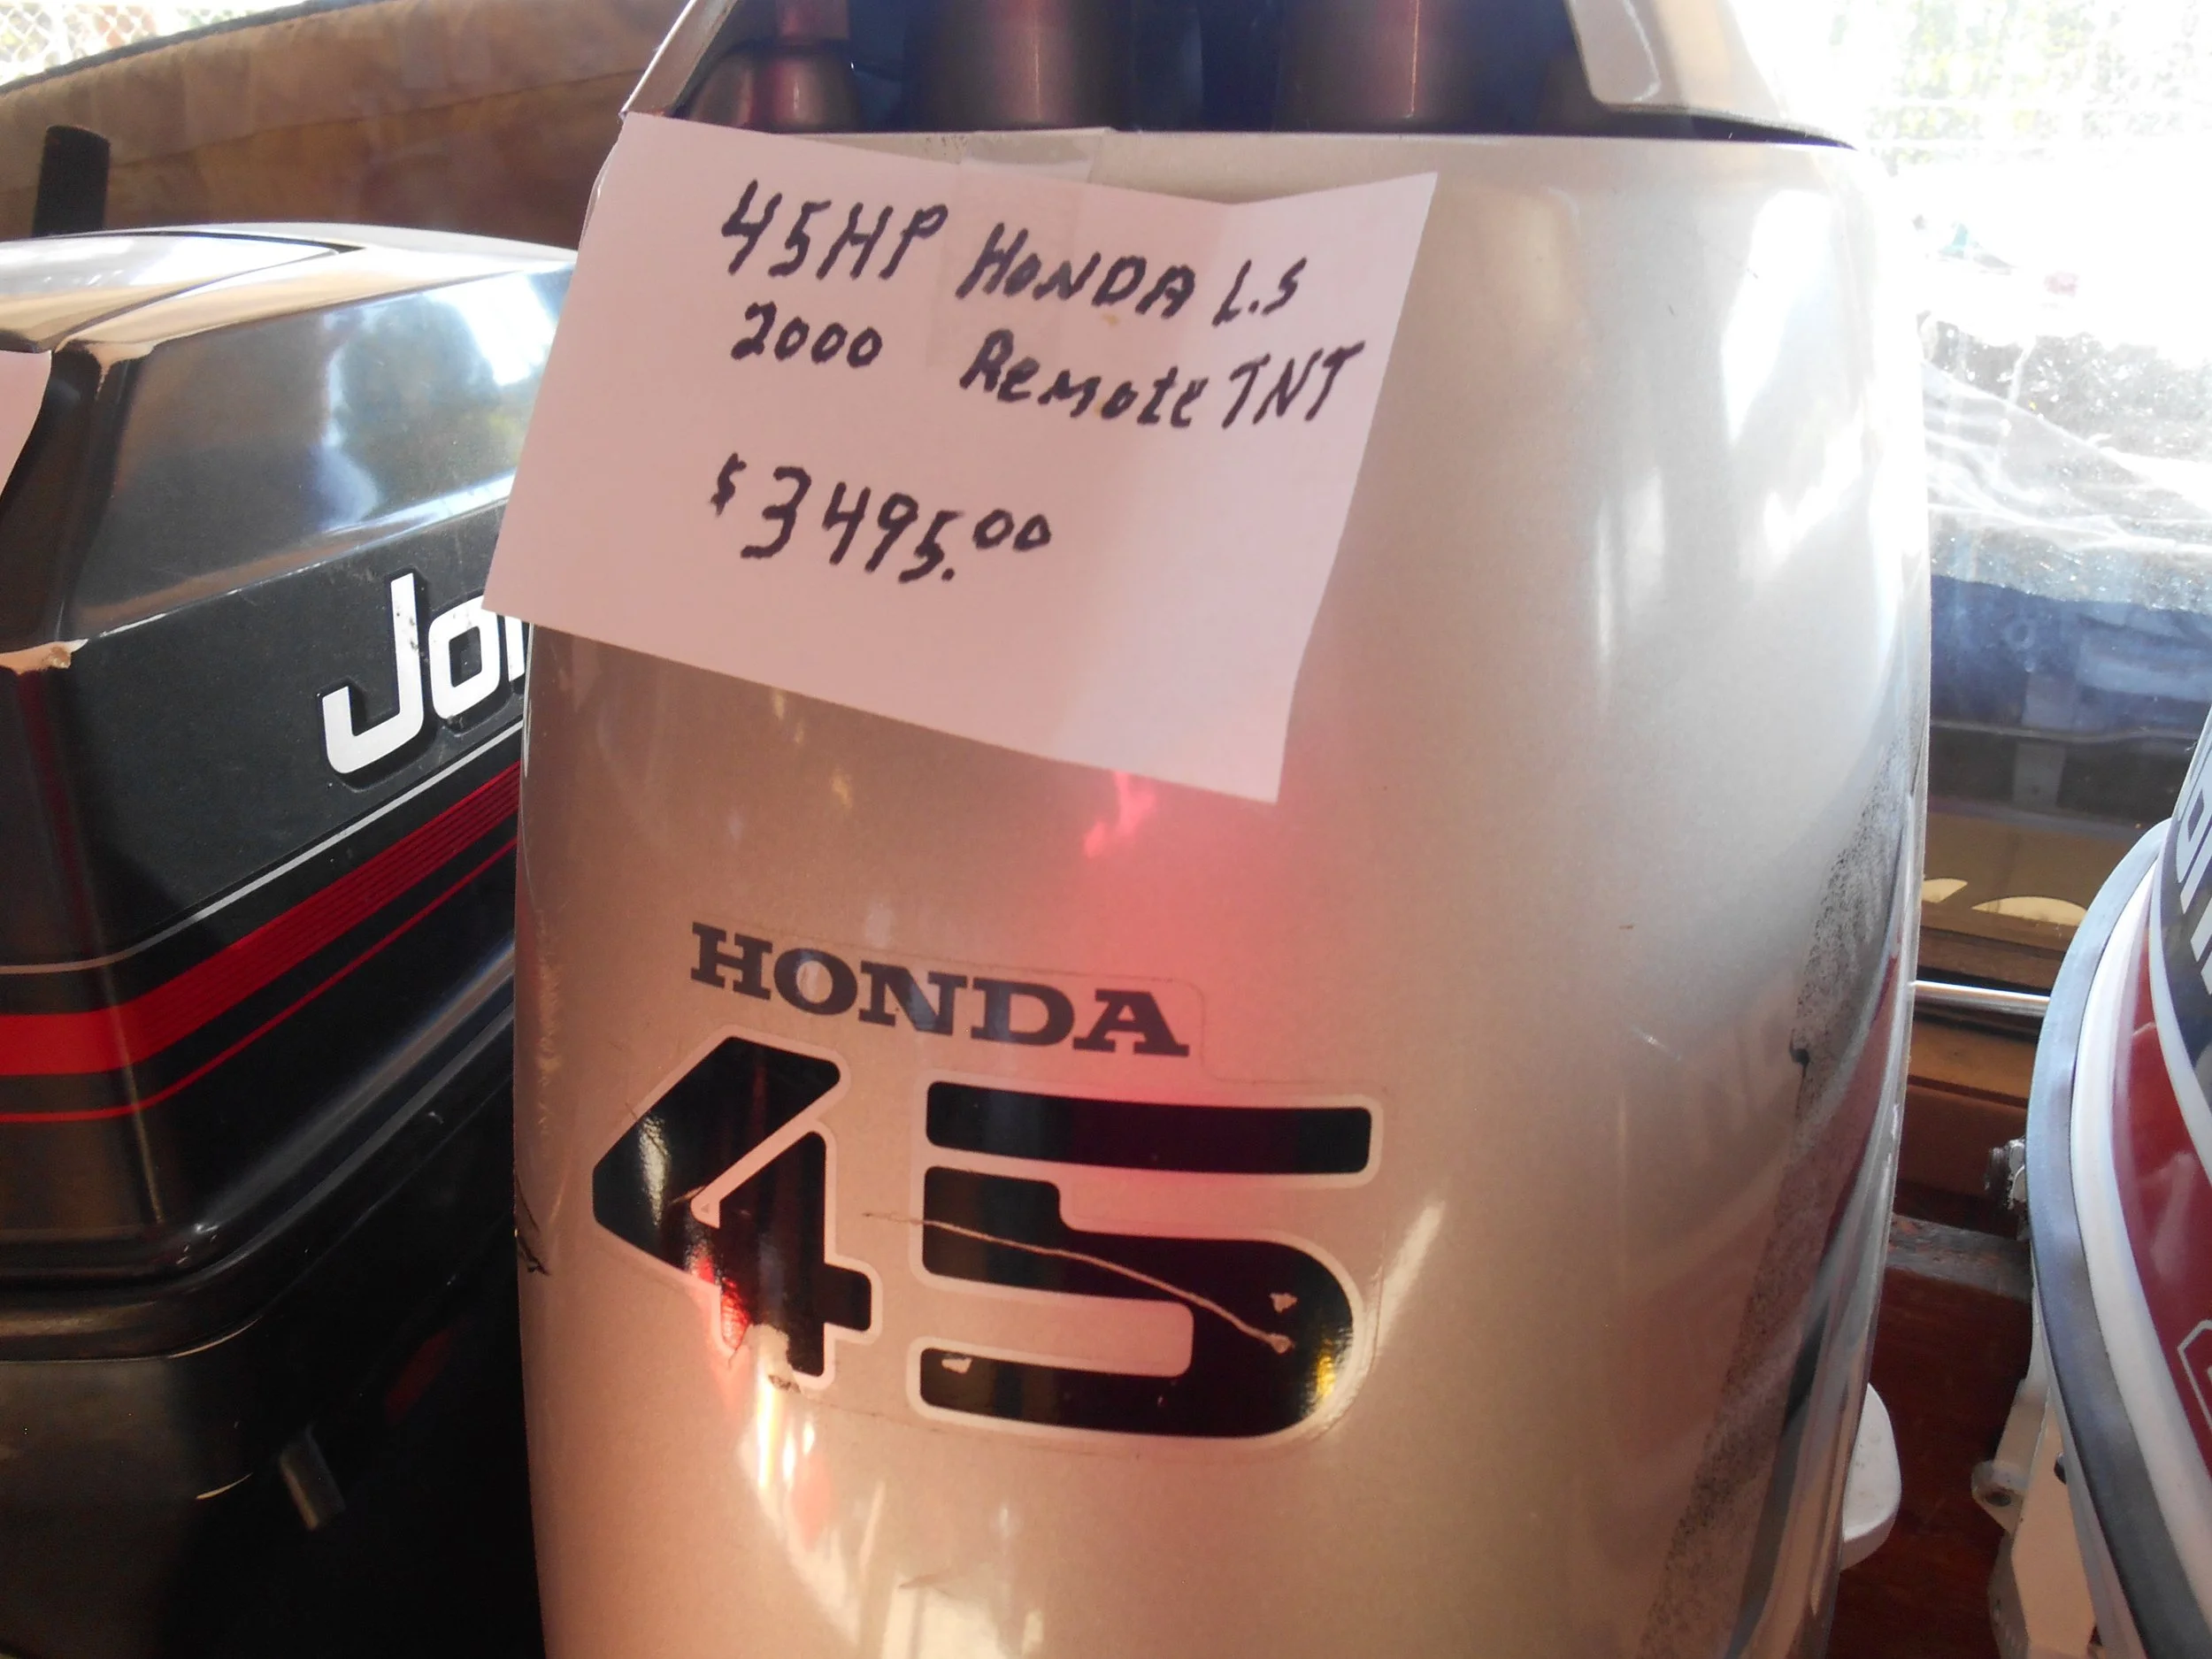 45HP HONDA L.S
2000 Remote TNT
$3495.00
Jo
HONDA
45